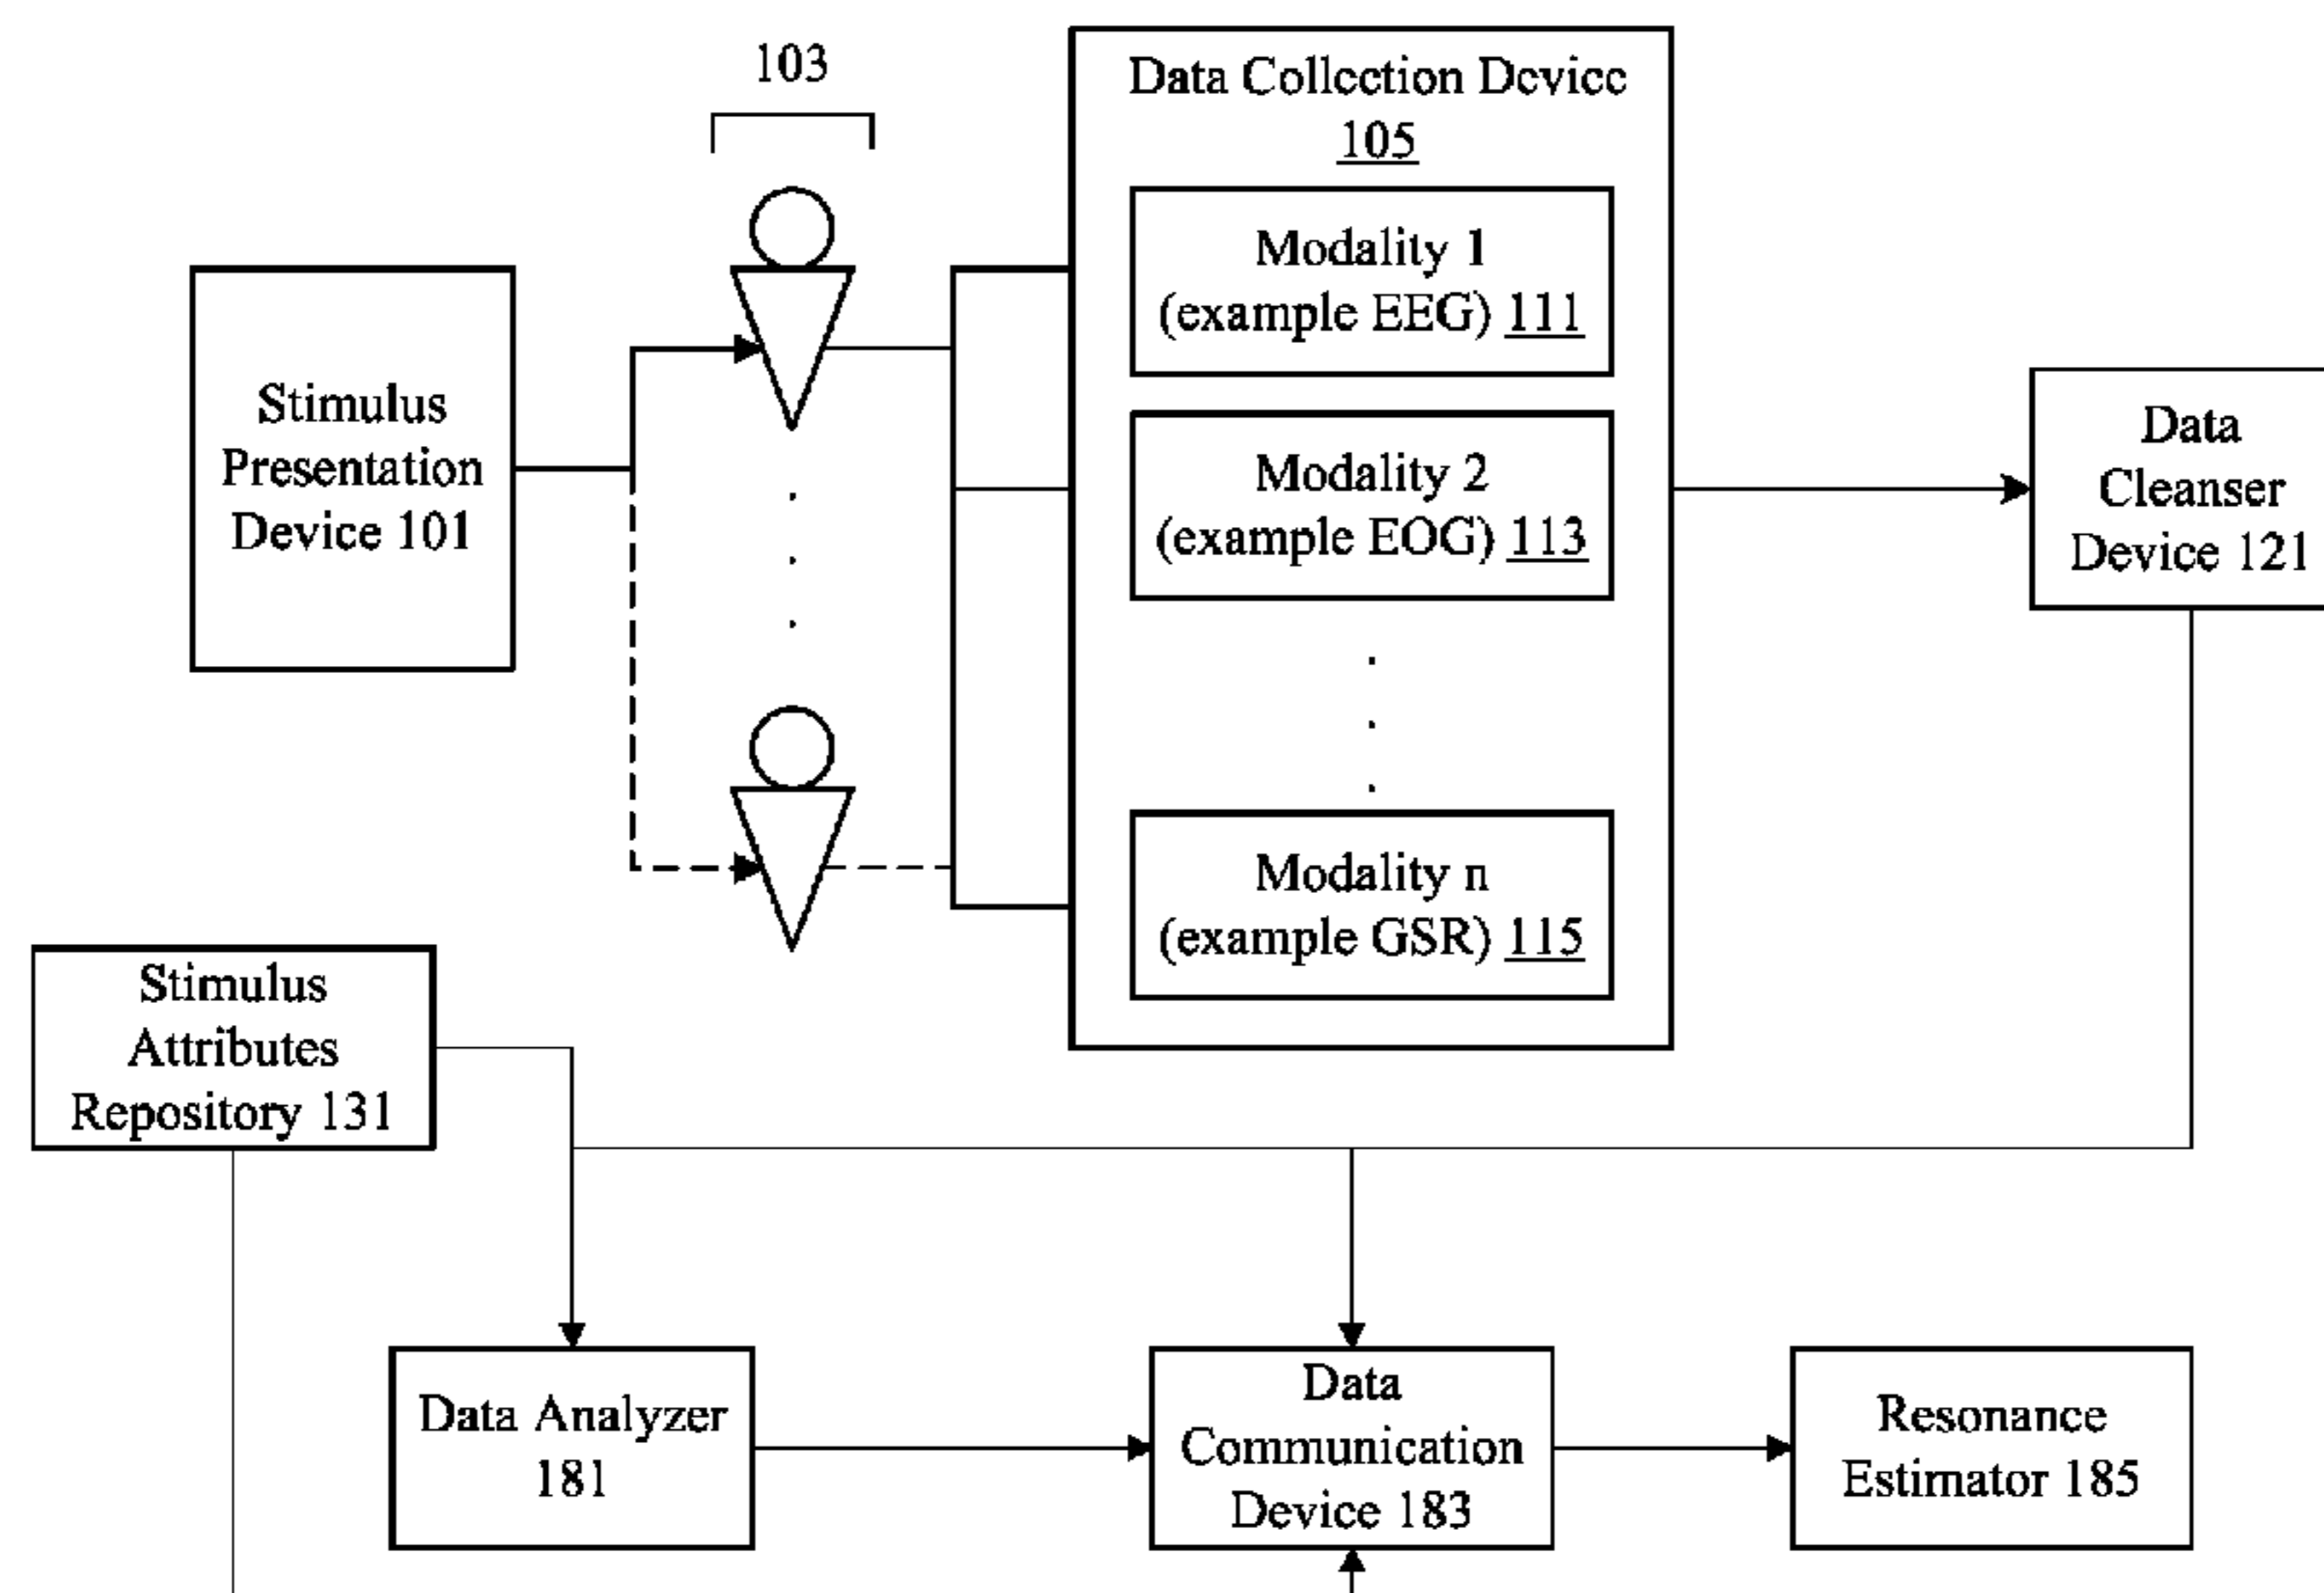 103
Data Collection Device
105
Modality 1
(example EEG) 111
Stimulus
Presentation
Device 101
Modality 2
(example EOG) 113
Data
Cleanser
Device 121
Modality n
(example GSR) 115
Stimulus
Attributes
Repository 131
Data Analyzer
181
Data
Communication
Device 183
Resonance
Estimator 185